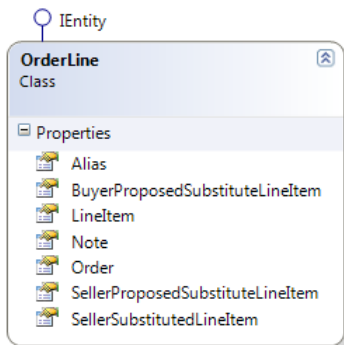 IEntity
OrderLine
Class
Properties
Alias
BuyerProposedSubstituteLineItem
LineItem
Note
Order
SellerProposedSubstituteLineItem
SellerSubstitutedLineItem